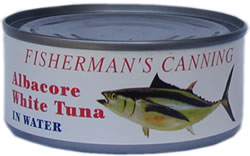 FISHERMAN'S CANNING
Albacore
White Tuna
IN WATER